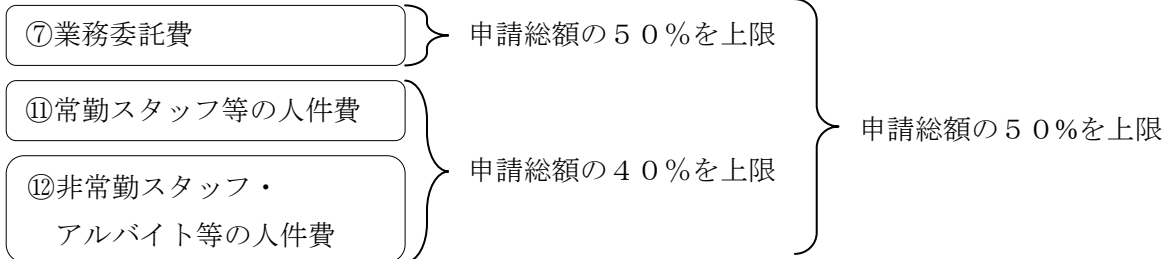 ⑦業務委託費
申請総額の５０％を上限
⑪常勤スタッフ等の人件費
⑫非常勤スタッフ・
アルバイト等の人件費
申請総額の４０％を上限
申請総額の５０%を上限